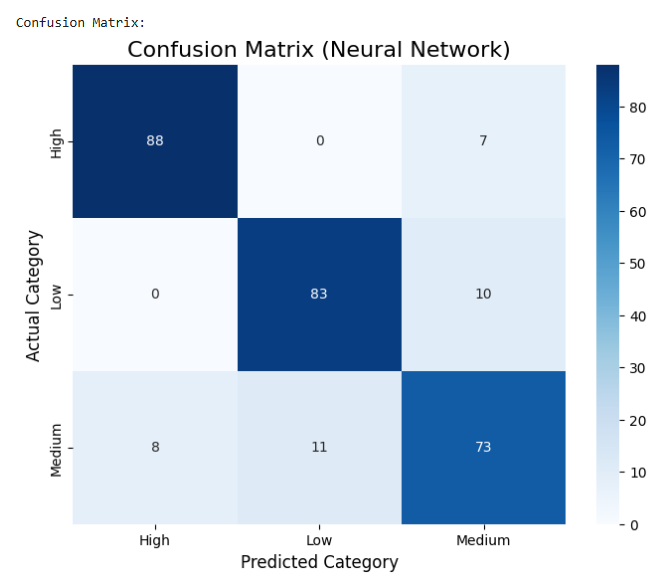 Confusion Matrix:
Confusion Matrix (Neural Network)
High
88
0
7
Low
0
83
10
Medium
8
11
73
High
Low
Medium
Actual Category
Predicted Category
80
70
60
50
40
30
20
10
0